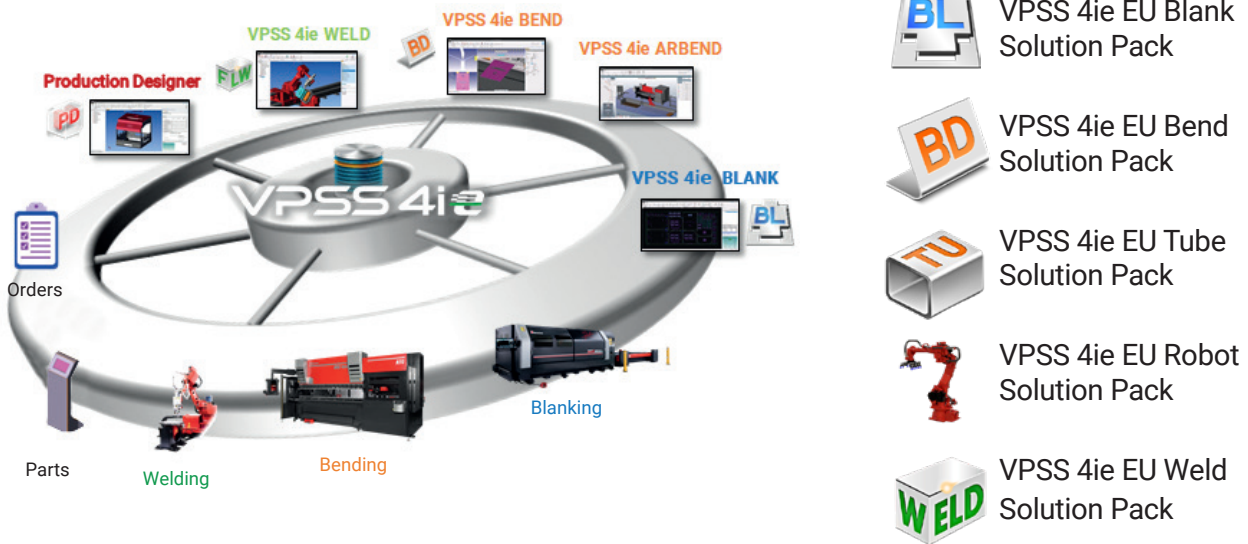 VPSS 4ie BEND
BD
VPSS 4ie WELD
VPSS 4ie ARBEND
FLW
Production Designer
PD
VPSS 4ie
VPSS 4ie BLANK
BL
Orders
Blanking
Parts
Bending
Welding
BL
VPSS 4ie EU Blank
Solution Pack
BD
VPSS 4ie EU Bend
Solution Pack
TU
VPSS 4ie EU Tube
Solution Pack
VPSS 4ie EU Robot
Solution Pack
WELD
VPSS 4ie EU Weld
Solution Pack